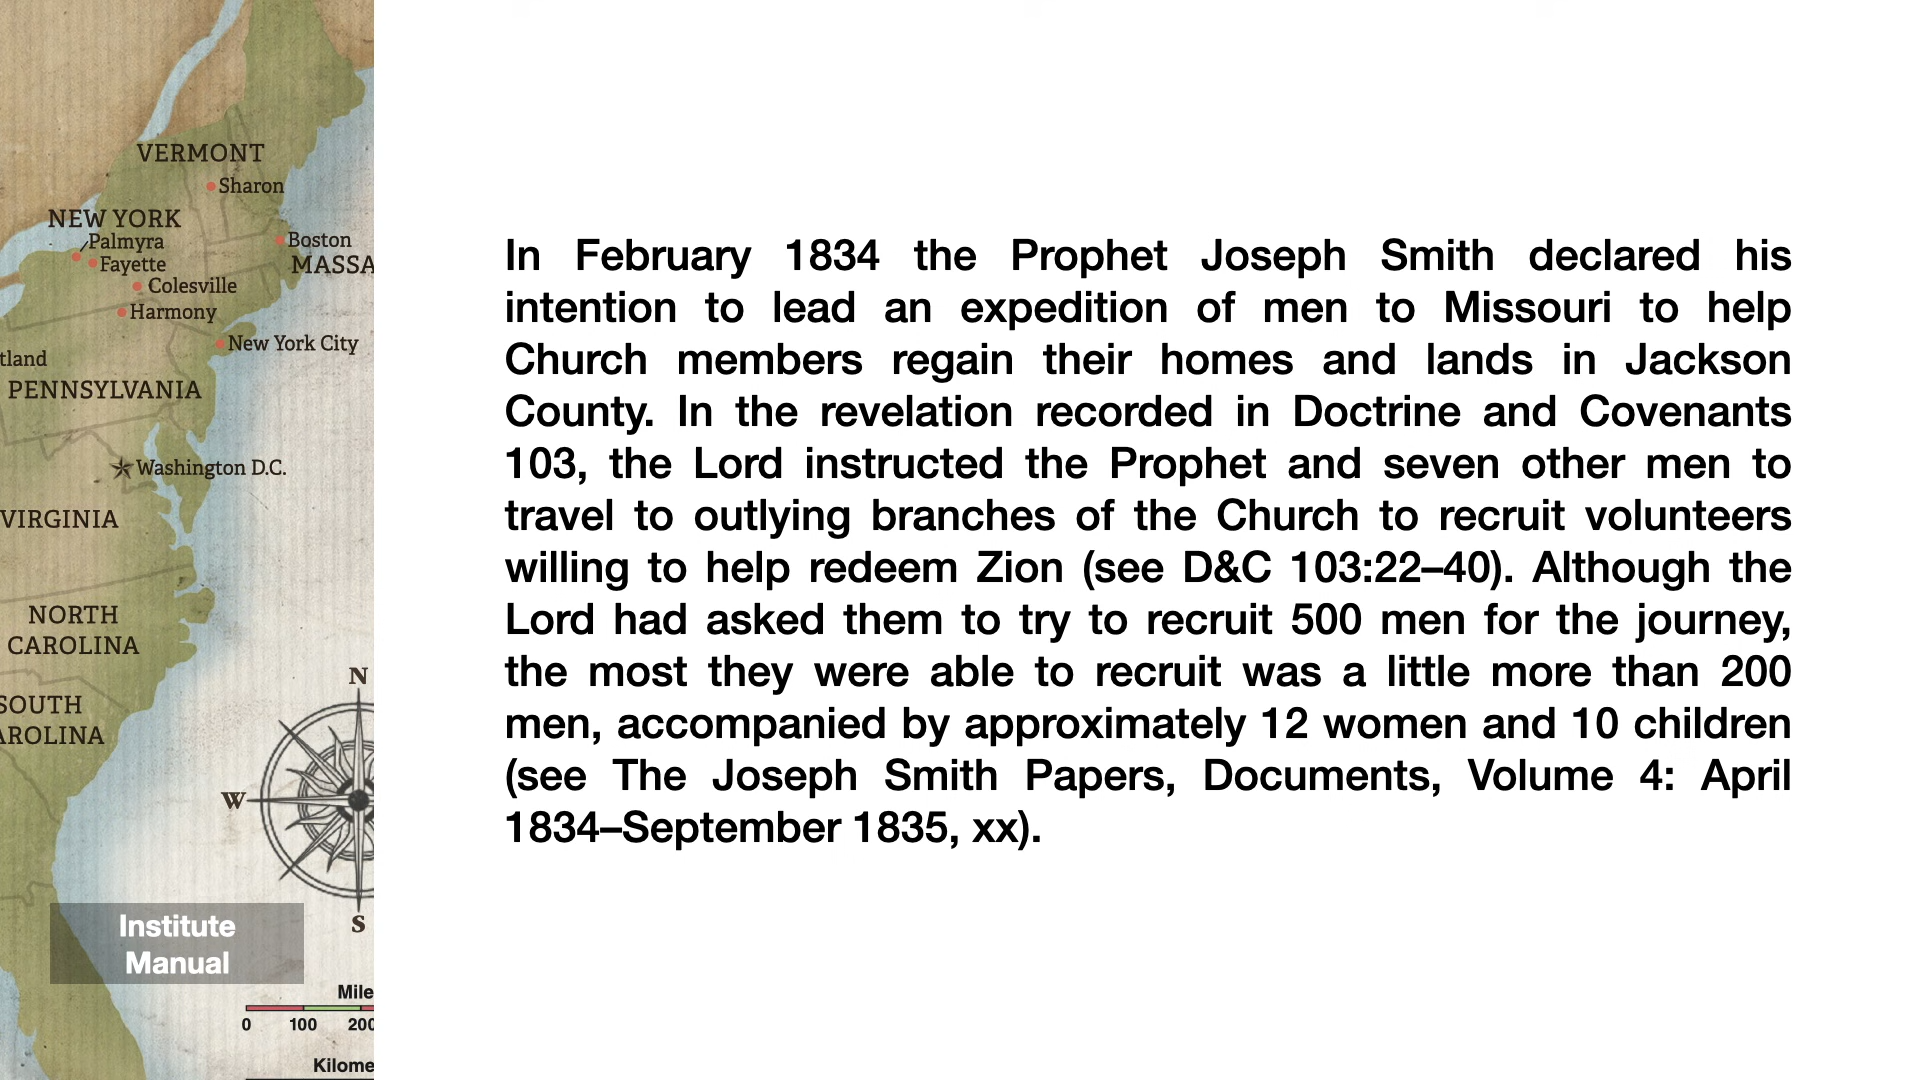 VERMONT
Sharon
NEW YORK
Palmyra
Fayette
Boston
MASSA
Colesville
Harmony
New York City
tland
PENNSYLVANIA
Washington D.C.
VIRGINIA
NORTH
CAROLINA
SOUTH
AROLINA
N
W
S
Institute
Manual
Mile
0 100 200
Kilome
In February 1834 the Prophet Joseph Smith declared his
intention to lead an expedition of men to Missouri to help
Church members regain their homes and lands in Jackson
County. In the revelation recorded in Doctrine and Covenants
103, the Lord instructed the Prophet and seven other men to
travel to outlying branches of the Church to recruit volunteers
willing to help redeem Zion (see D&C 103:22–40). Although the
Lord had asked them to try to recruit 500 men for the journey,
the most they were able to recruit was a little more than 200
men, accompanied by approximately 12 women and 10 children
(see The Joseph Smith Papers, Documents, Volume 4: April
1834–September 1835, xx).